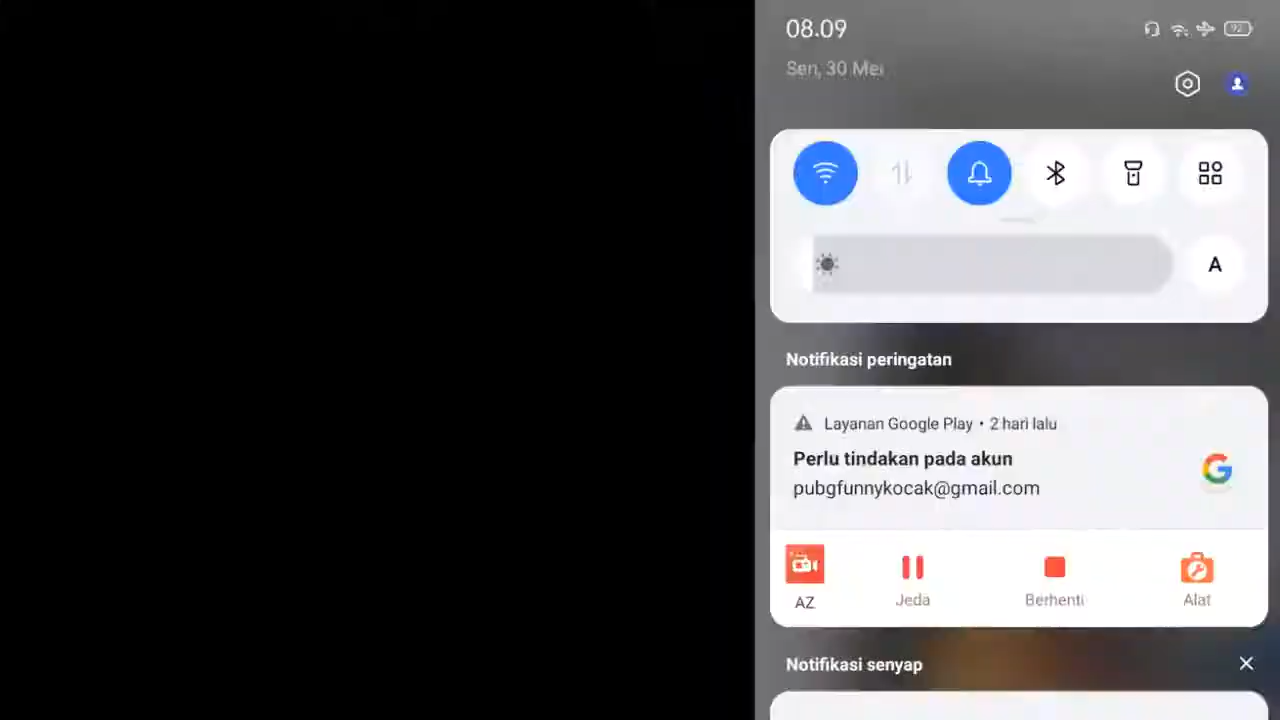 08.09
92
Sen, 30 Mei
A
Notifikasi peringatan
Layanan Google Play • 2 hari lalu
Perlu tindakan pada akun
pubgfunnykocak@gmail.com
AZ
Jeda
Berhenti
Alat
Notifikasi senyap